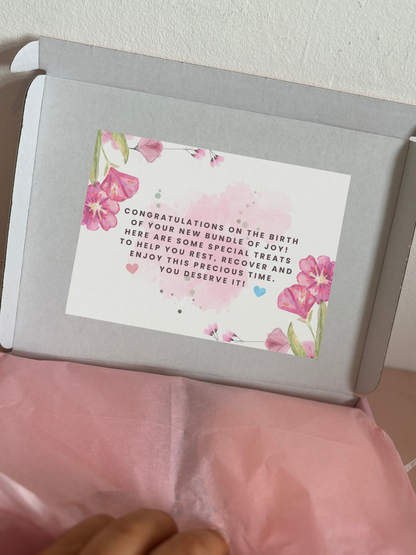 CONGRATULATIONS ON THE BIRTH
OF YOUR NEW BUNDLE OF JOY!
HERE ARE SOME SPECIAL TREATS
TO HELP YOU REST, RECOVER AND
ENJOY THIS PRECIOUS TIME.
YOU DESERVE IT!